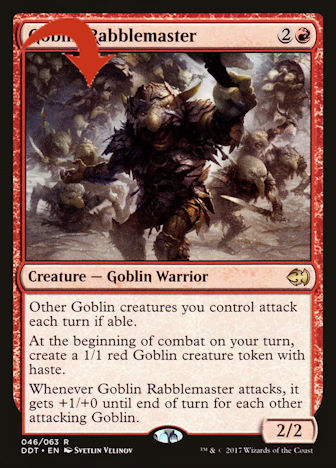 Goblin Rabblemaster 2
Creature — Goblin Warrior
Other Goblin creatures you control attack
each turn if able.
At the beginning of combat on your turn,
create a 1/1 red Goblin creature token with
haste.
Whenever Goblin Rabblemaster attacks, it
gets +1/+0 until end of turn for each other
attacking Goblin.
2/2
046/063 R
DDT • EN Svetlin Velinov ™ & © 2017 Wizards of the Coast